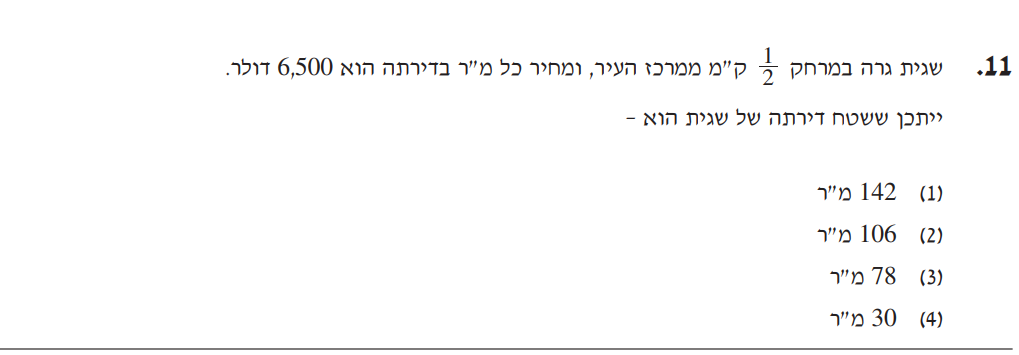 11. שגית גרה במרחק 1/2 ק"מ ממרכז העיר, ומחיר כל מ"ר בדירתה הוא 6,500 דולר.
ייתכן ששטח דירתה של שגית הוא -
(1) 142 מ"ר
(2) 106 מ"ר
(3) 78 מ"ר
(4) 30 מ"ר